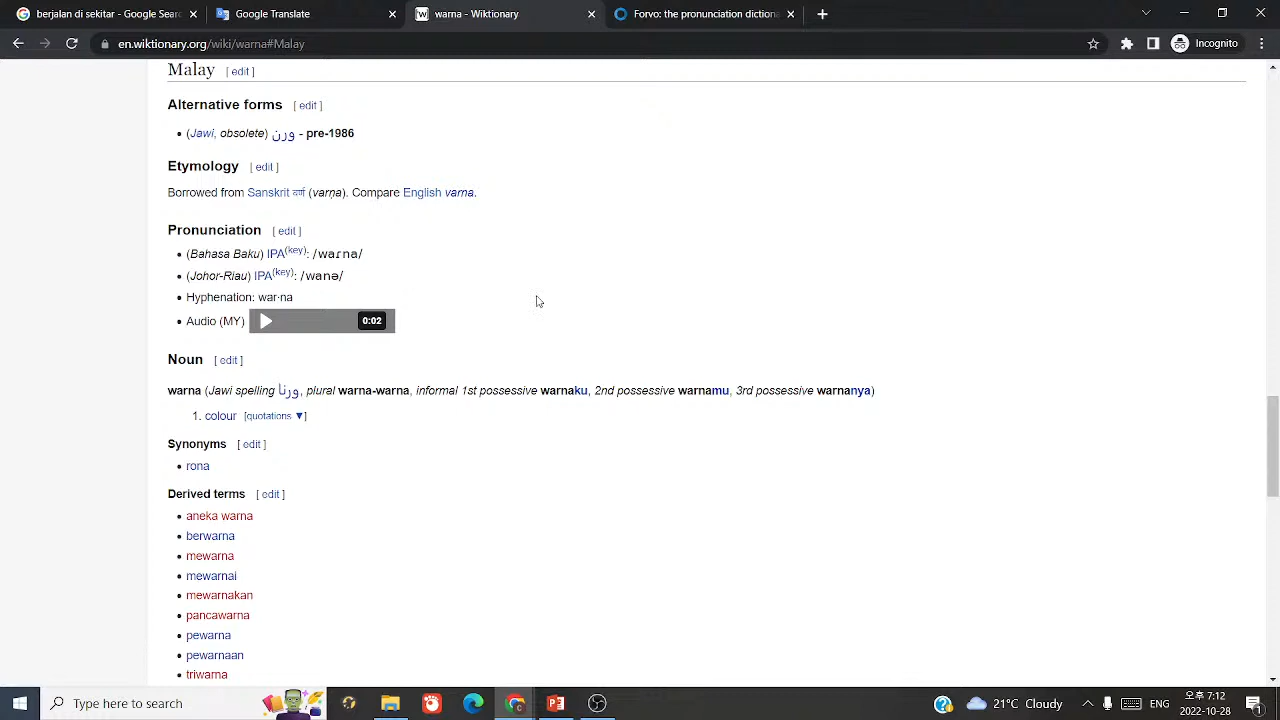 berjalan di sekitar - Google Searc
Google Translate
warna - Wiktionary
Forvo: the pronunciation dictiona
en.wiktionary.org/wiki/warna#Malay
Incognito
Malay [ edit ]
Alternative forms [ edit ]
• (Jawi, obsolete) ورن - pre-1986
Etymology [ edit ]
Borrowed from Sanskrit वर्ण (varṇa). Compare English varna.
Pronunciation [ edit ]
• (Bahasa Baku) IPA(key): /warna/
• (Johor-Riau) IPA(key): /wanə/
• Hyphenation: war·na
• Audio (MY) 0:02
Noun [ edit ]
warna (Jawi spelling ورنا, plural warna-warna, informal 1st possessive warnaku, 2nd possessive warnamu, 3rd possessive warnanya)
1. colour [quotations ▼]
Synonyms [ edit ]
• rona
Derived terms [ edit ]
• aneka warna
• berwarna
• mewarna
• mewarnai
• mewarnakan
• pancawarna
• pewarna
• pewarnaan
• triwarna
Type here to search
21°C Cloudy
ENG
오후 7:12
2022-10-28
1